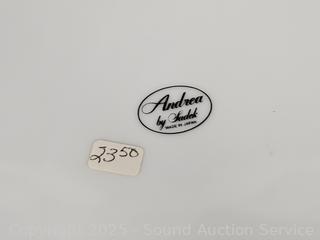 Andrea
by Sadek
MADE IN JAPAN
2350
Copyright 2025 - Sound Auction Service